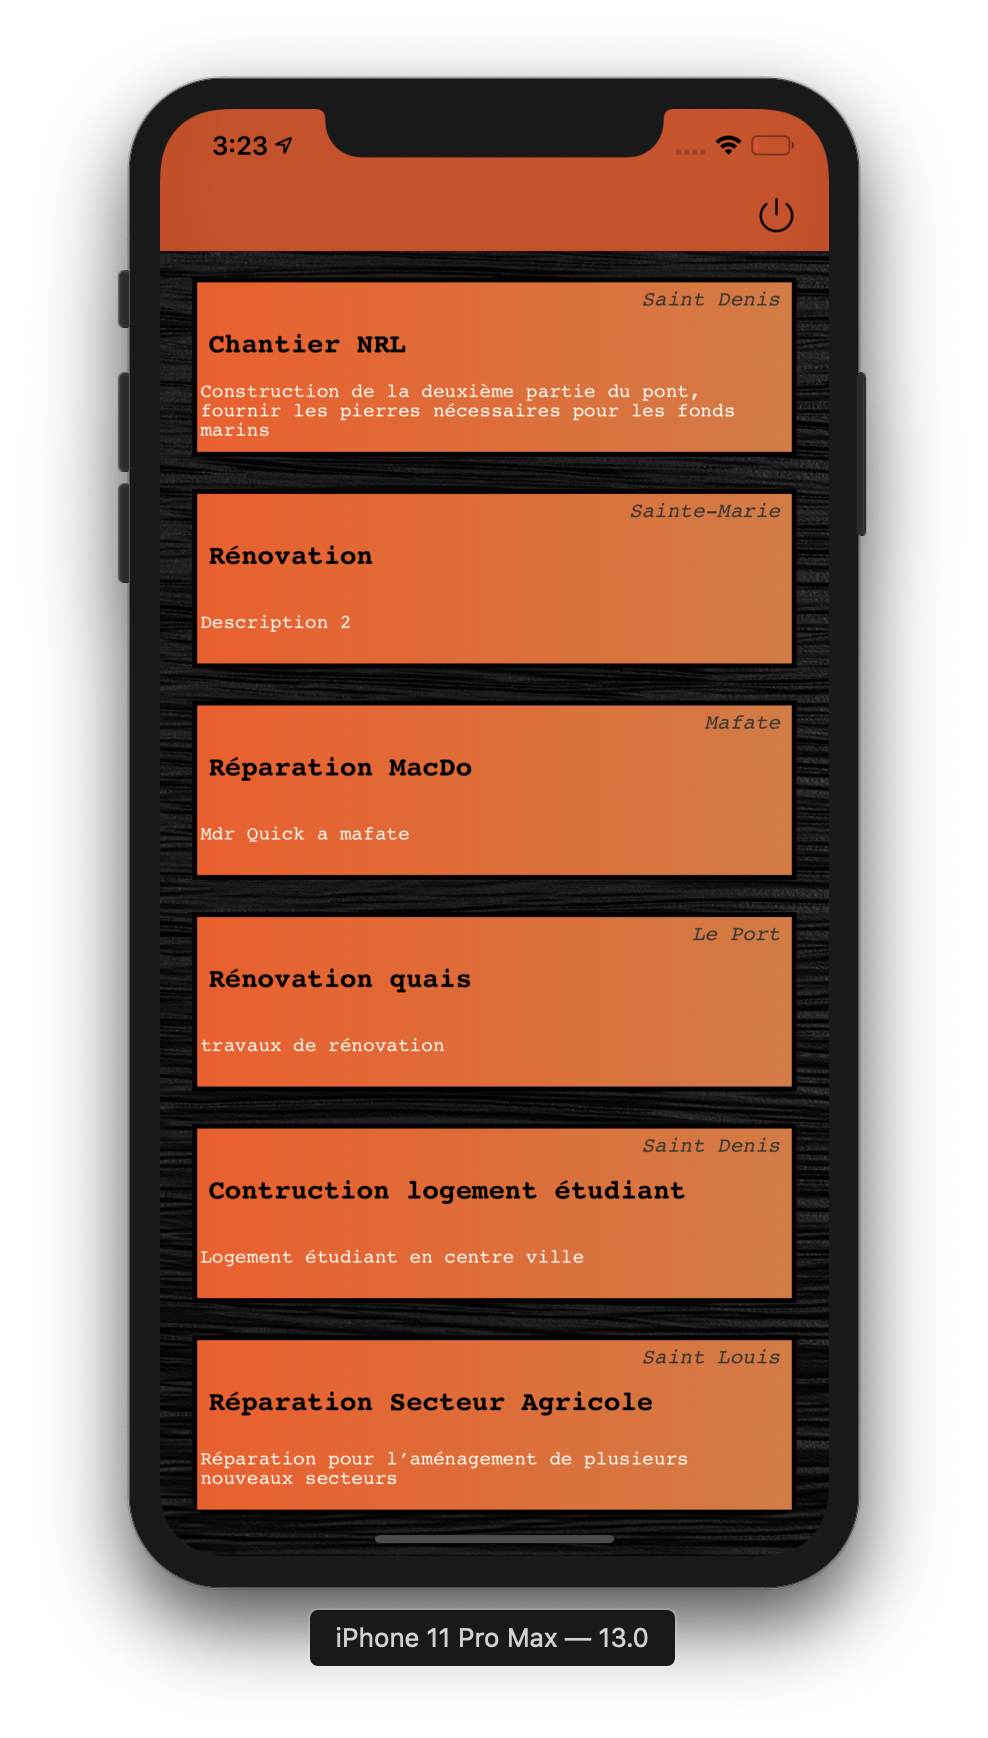 3:23
Saint Denis
Chantier NRL
Construction de la deuxième partie du pont,
fournir les pierres nécessaires pour les fonds
marins
Sainte-Marie
Rénovation
Description 2
Mafate
Réparation MacDo
Mdr Quick a mafate
Le Port
Rénovation quais
travaux de rénovation
Saint Denis
Contruction logement étudiant
Logement étudiant en centre ville
Saint Louis
Réparation Secteur Agricole
Réparation pour l’aménagement de plusieurs
nouveaux secteurs
iPhone 11 Pro Max — 13.0